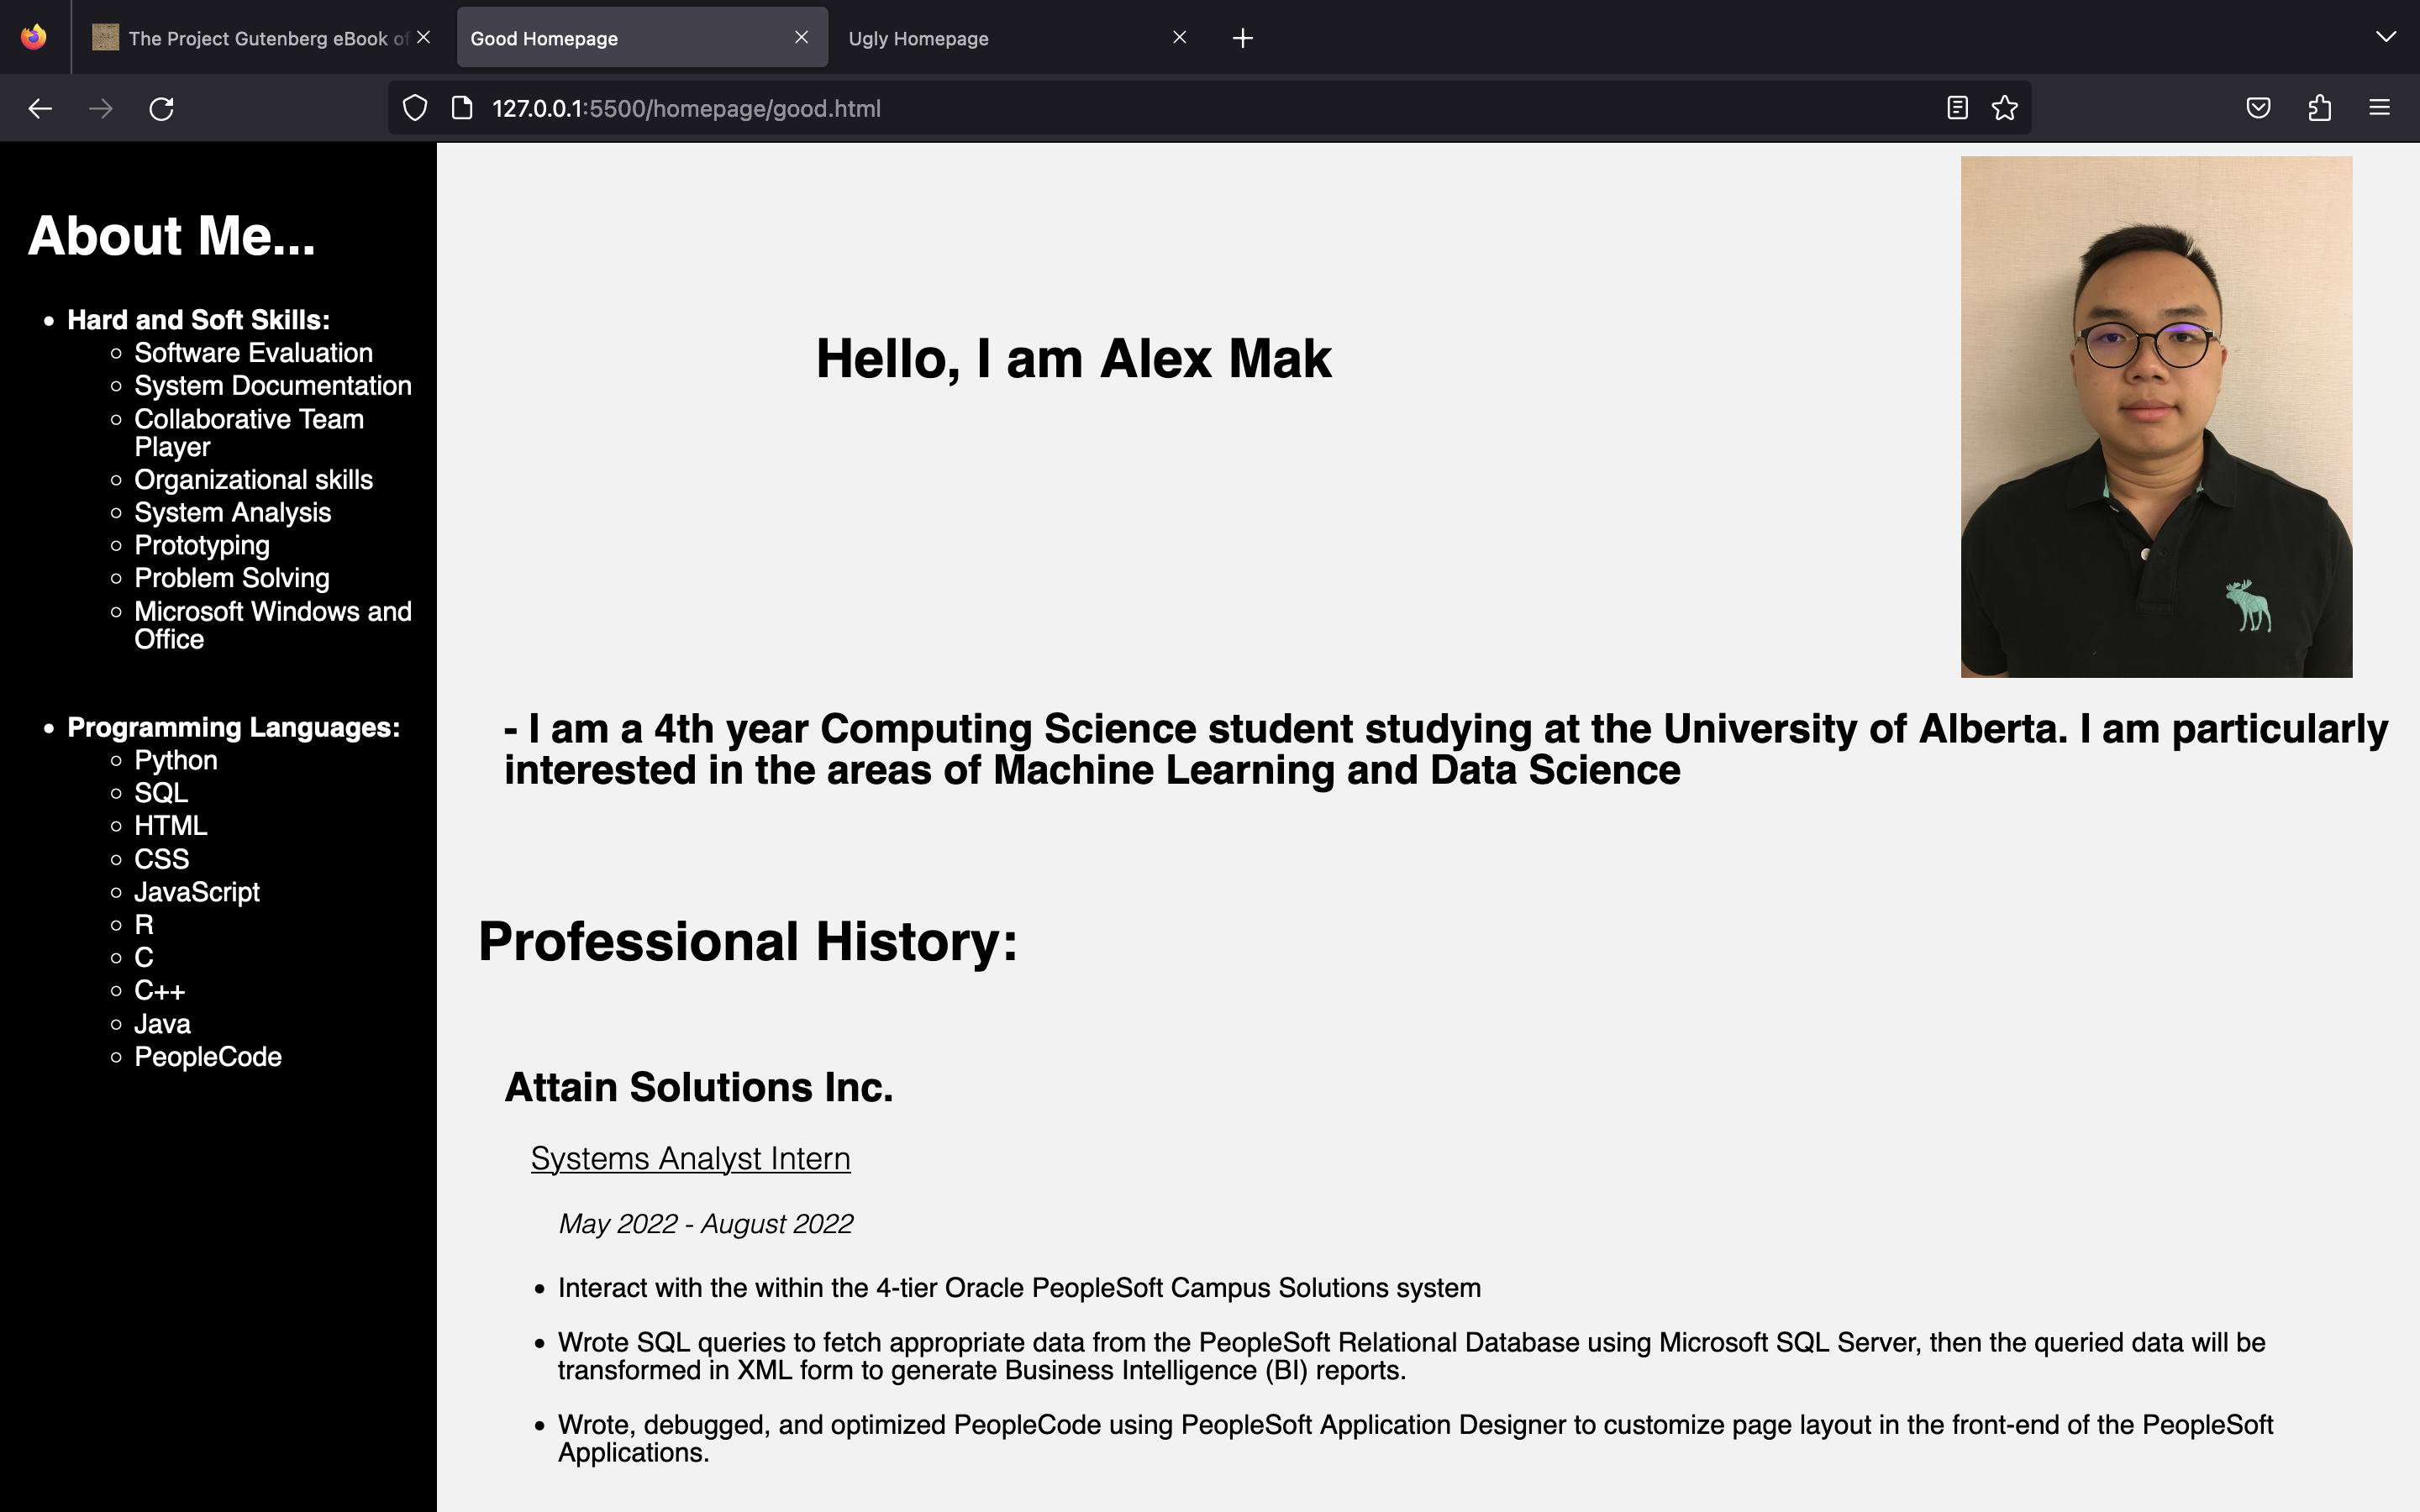 The Project Gutenberg eBook of
Good Homepage
Ugly Homepage
127.0.0.1:5500/homepage/good.html
About Me...
Hard and Soft Skills:
Software Evaluation
System Documentation
Collaborative Team
Player
Organizational skills
System Analysis
Prototyping
Problem Solving
Microsoft Windows and
Office
Programming Languages:
Python
SQL
HTML
CSS
JavaScript
R
C
C++
Java
PeopleCode
Hello, I am Alex Mak
- I am a 4th year Computing Science student studying at the University of Alberta. I am particularly
interested in the areas of Machine Learning and Data Science
Professional History:
Attain Solutions Inc.
Systems Analyst Intern
May 2022 - August 2022
Interact with the within the 4-tier Oracle PeopleSoft Campus Solutions system
Wrote SQL queries to fetch appropriate data from the PeopleSoft Relational Database using Microsoft SQL Server, then the queried data will be
transformed in XML form to generate Business Intelligence (BI) reports.
Wrote, debugged, and optimized PeopleCode using PeopleSoft Application Designer to customize page layout in the front-end of the PeopleSoft
Applications.